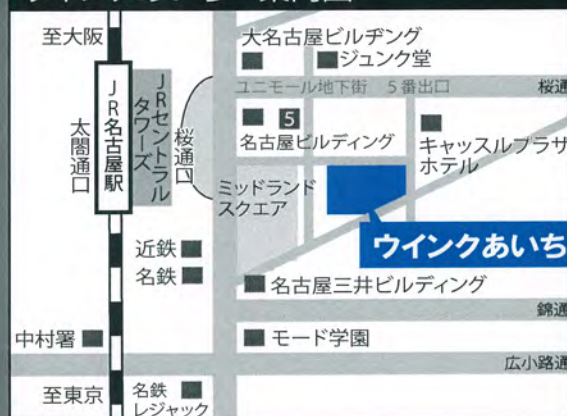 至大阪
大名古屋ビルヂング
ジュンク堂
ユニモール地下街 5番出口
桜通
JR名古屋駅
JRセントラル
タワーズ
桜通口
太閤通口
5
名古屋ビルディング
キャッスルプラザ
ホテル
ミッドランド
スクエア
ウインクあいち
近鉄
名鉄
名古屋三井ビルディング
錦通
中村署
モード学園
広小路通
至東京
名鉄
レジャック